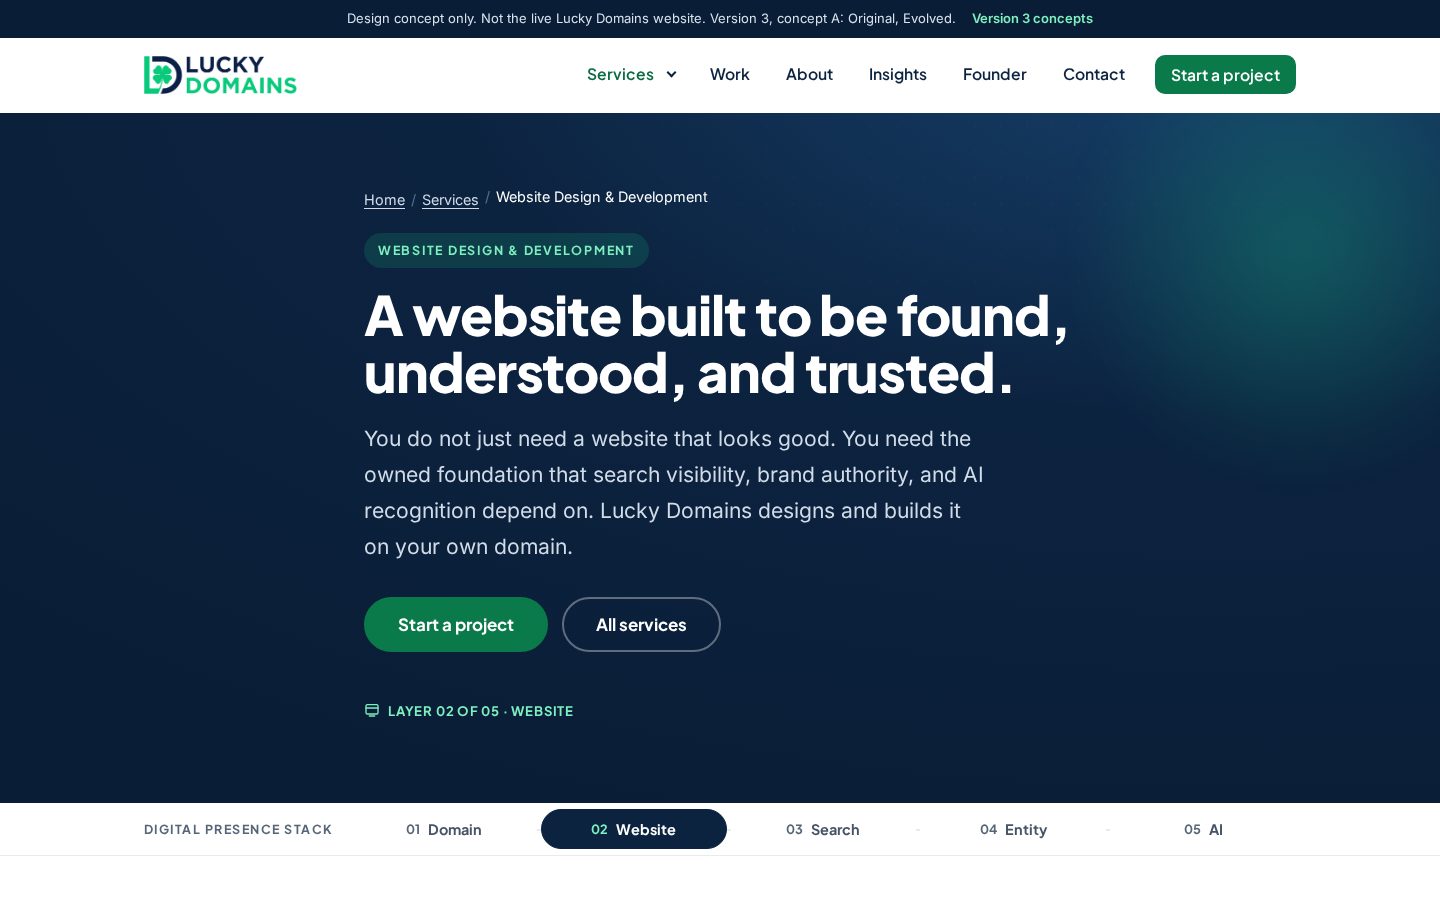 Design concept only. Not the live Lucky Domains website. Version 3, concept A: Original, Evolved. Version 3 concepts
LUCKY
DOMAINS
Services Work About Insights Founder Contact Start a project
Home / Services / Website Design & Development
WEBSITE DESIGN & DEVELOPMENT
A website built to be found,
understood, and trusted.
You do not just need a website that looks good. You need the
owned foundation that search visibility, brand authority, and AI
recognition depend on. Lucky Domains designs and builds it
on your own domain.
Start a project All services
LAYER 02 OF 05 · WEBSITE
DIGITAL PRESENCE STACK 01 Domain 02 Website 03 Search 04 Entity 05 AI